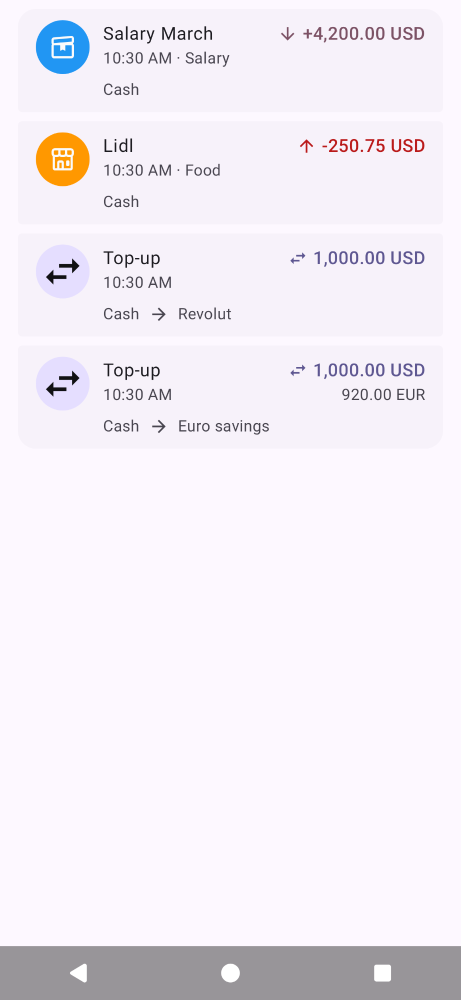 Salary March
+4,200.00 USD
10:30 AM · Salary
Cash
Lidl
-250.75 USD
10:30 AM · Food
Cash
Top-up
1,000.00 USD
10:30 AM
Cash → Revolut
Top-up
1,000.00 USD
10:30 AM
920.00 EUR
Cash → Euro savings